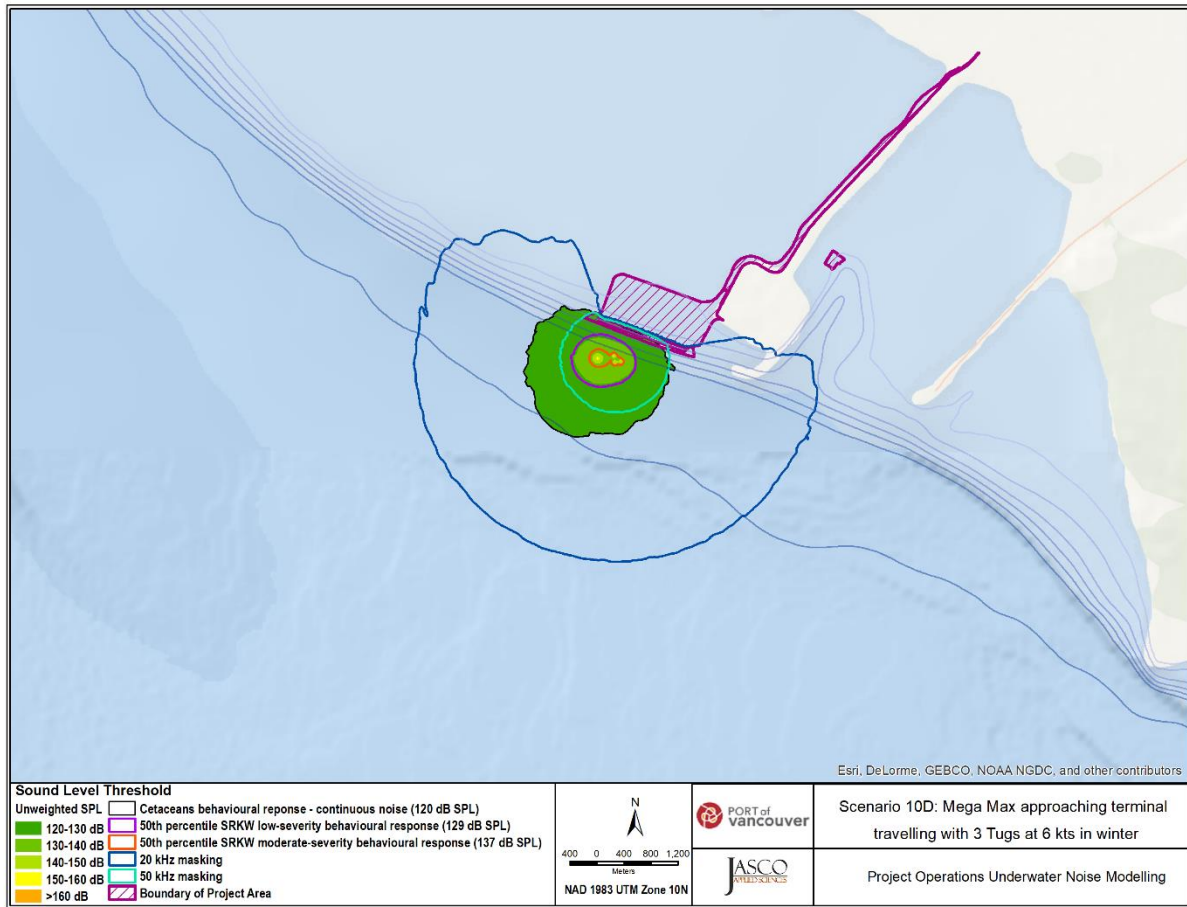 Esri, DeLorme, GEBCO, NOAA NGDC, and other contributors
Sound Level Threshold
Unweighted SPL
120-130 dB
130-140 dB
140-150 dB
150-160 dB
>160 dB
Cetaceans behavioural reponse - continuous noise (120 dB SPL)
50th percentile SRKW low-severity behavioural response (129 dB SPL)
50th percentile SRKW moderate-severity behavioural response (137 dB SPL)
20 kHz masking
50 kHz masking
Boundary of Project Area
N
400 0 400 800 1,200
Meters
NAD 1983 UTM Zone 10N
PORT of
vancouver
JASCO
APPLIED SCIENCES
Scenario 10D: Mega Max approaching terminal
travelling with 3 Tugs at 6 kts in winter
Project Operations Underwater Noise Modelling